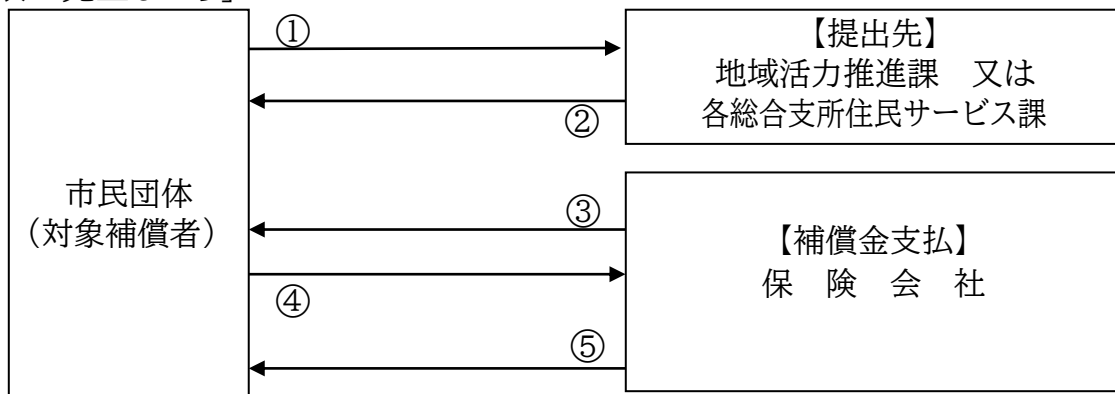 ①
【提出先】
地域活力推進課　又は
各総合支所住民サービス課
②
市民団体
（対象補償者）
③
【補償金支払】
保　険　会　社
④
⑤